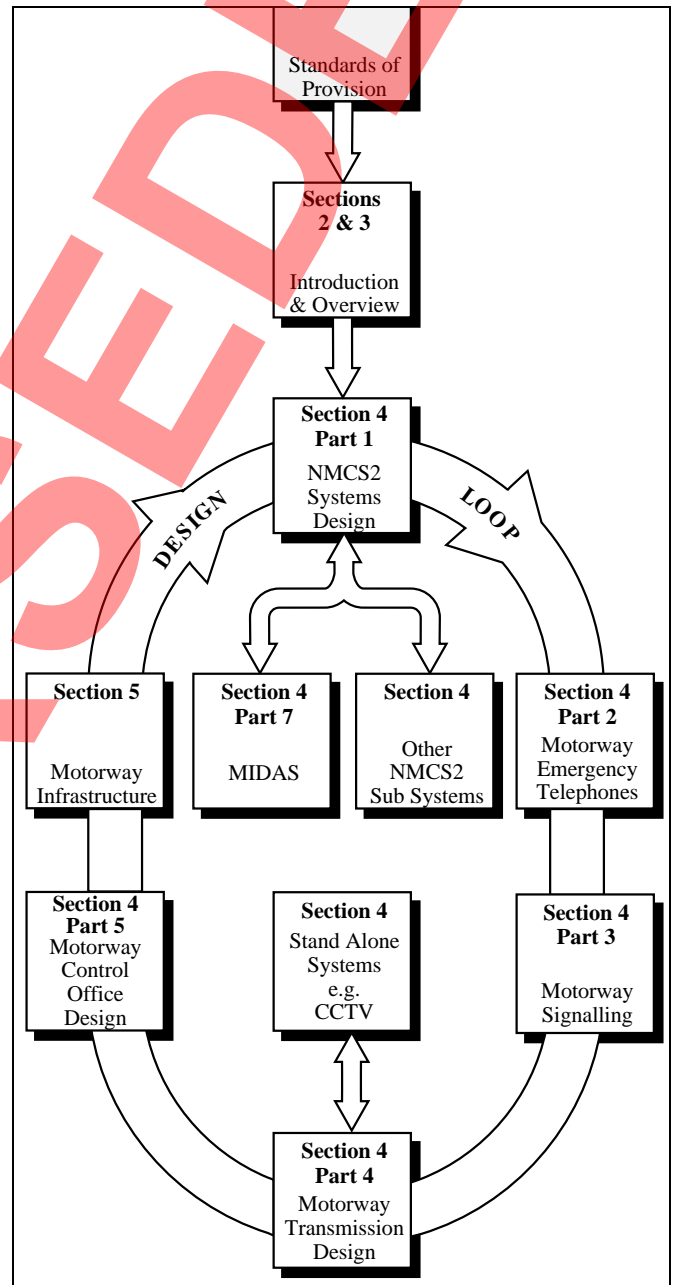 Standards of
Provision
Sections
2 & 3
Introduction
& Overview
Section 4
Part 1
NMCS2
Systems
Design
DESIGN
LOOP
Section 5
Motorway
Infrastructure
Section 4
Part 7
MIDAS
Section 4
Other
NMCS2
Sub Systems
Section 4
Part 2
Motorway
Emergency
Telephones
Section 4
Part 5
Motorway
Control
Office
Design
Section 4
Stand Alone
Systems
e.g.
CCTV
Section 4
Part 3
Motorway
Signalling
Section 4
Part 4
Motorway
Transmission
Design
SEDE